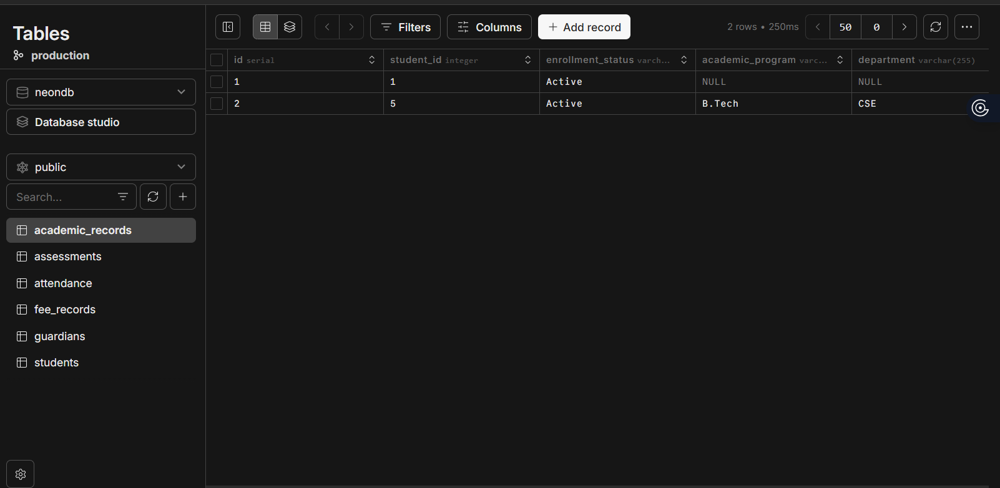 Tables
production
neondb
Database studio
public
Search...
academic_records
assessments
attendance
fee_records
guardians
students
Filters
Columns
+ Add record
2 rows • 250ms
50
0
id serial
student_id integer
enrollment_status varch...
academic_program varc...
department varchar(255)
1 1 Active NULL NULL
2 5 Active B.Tech CSE